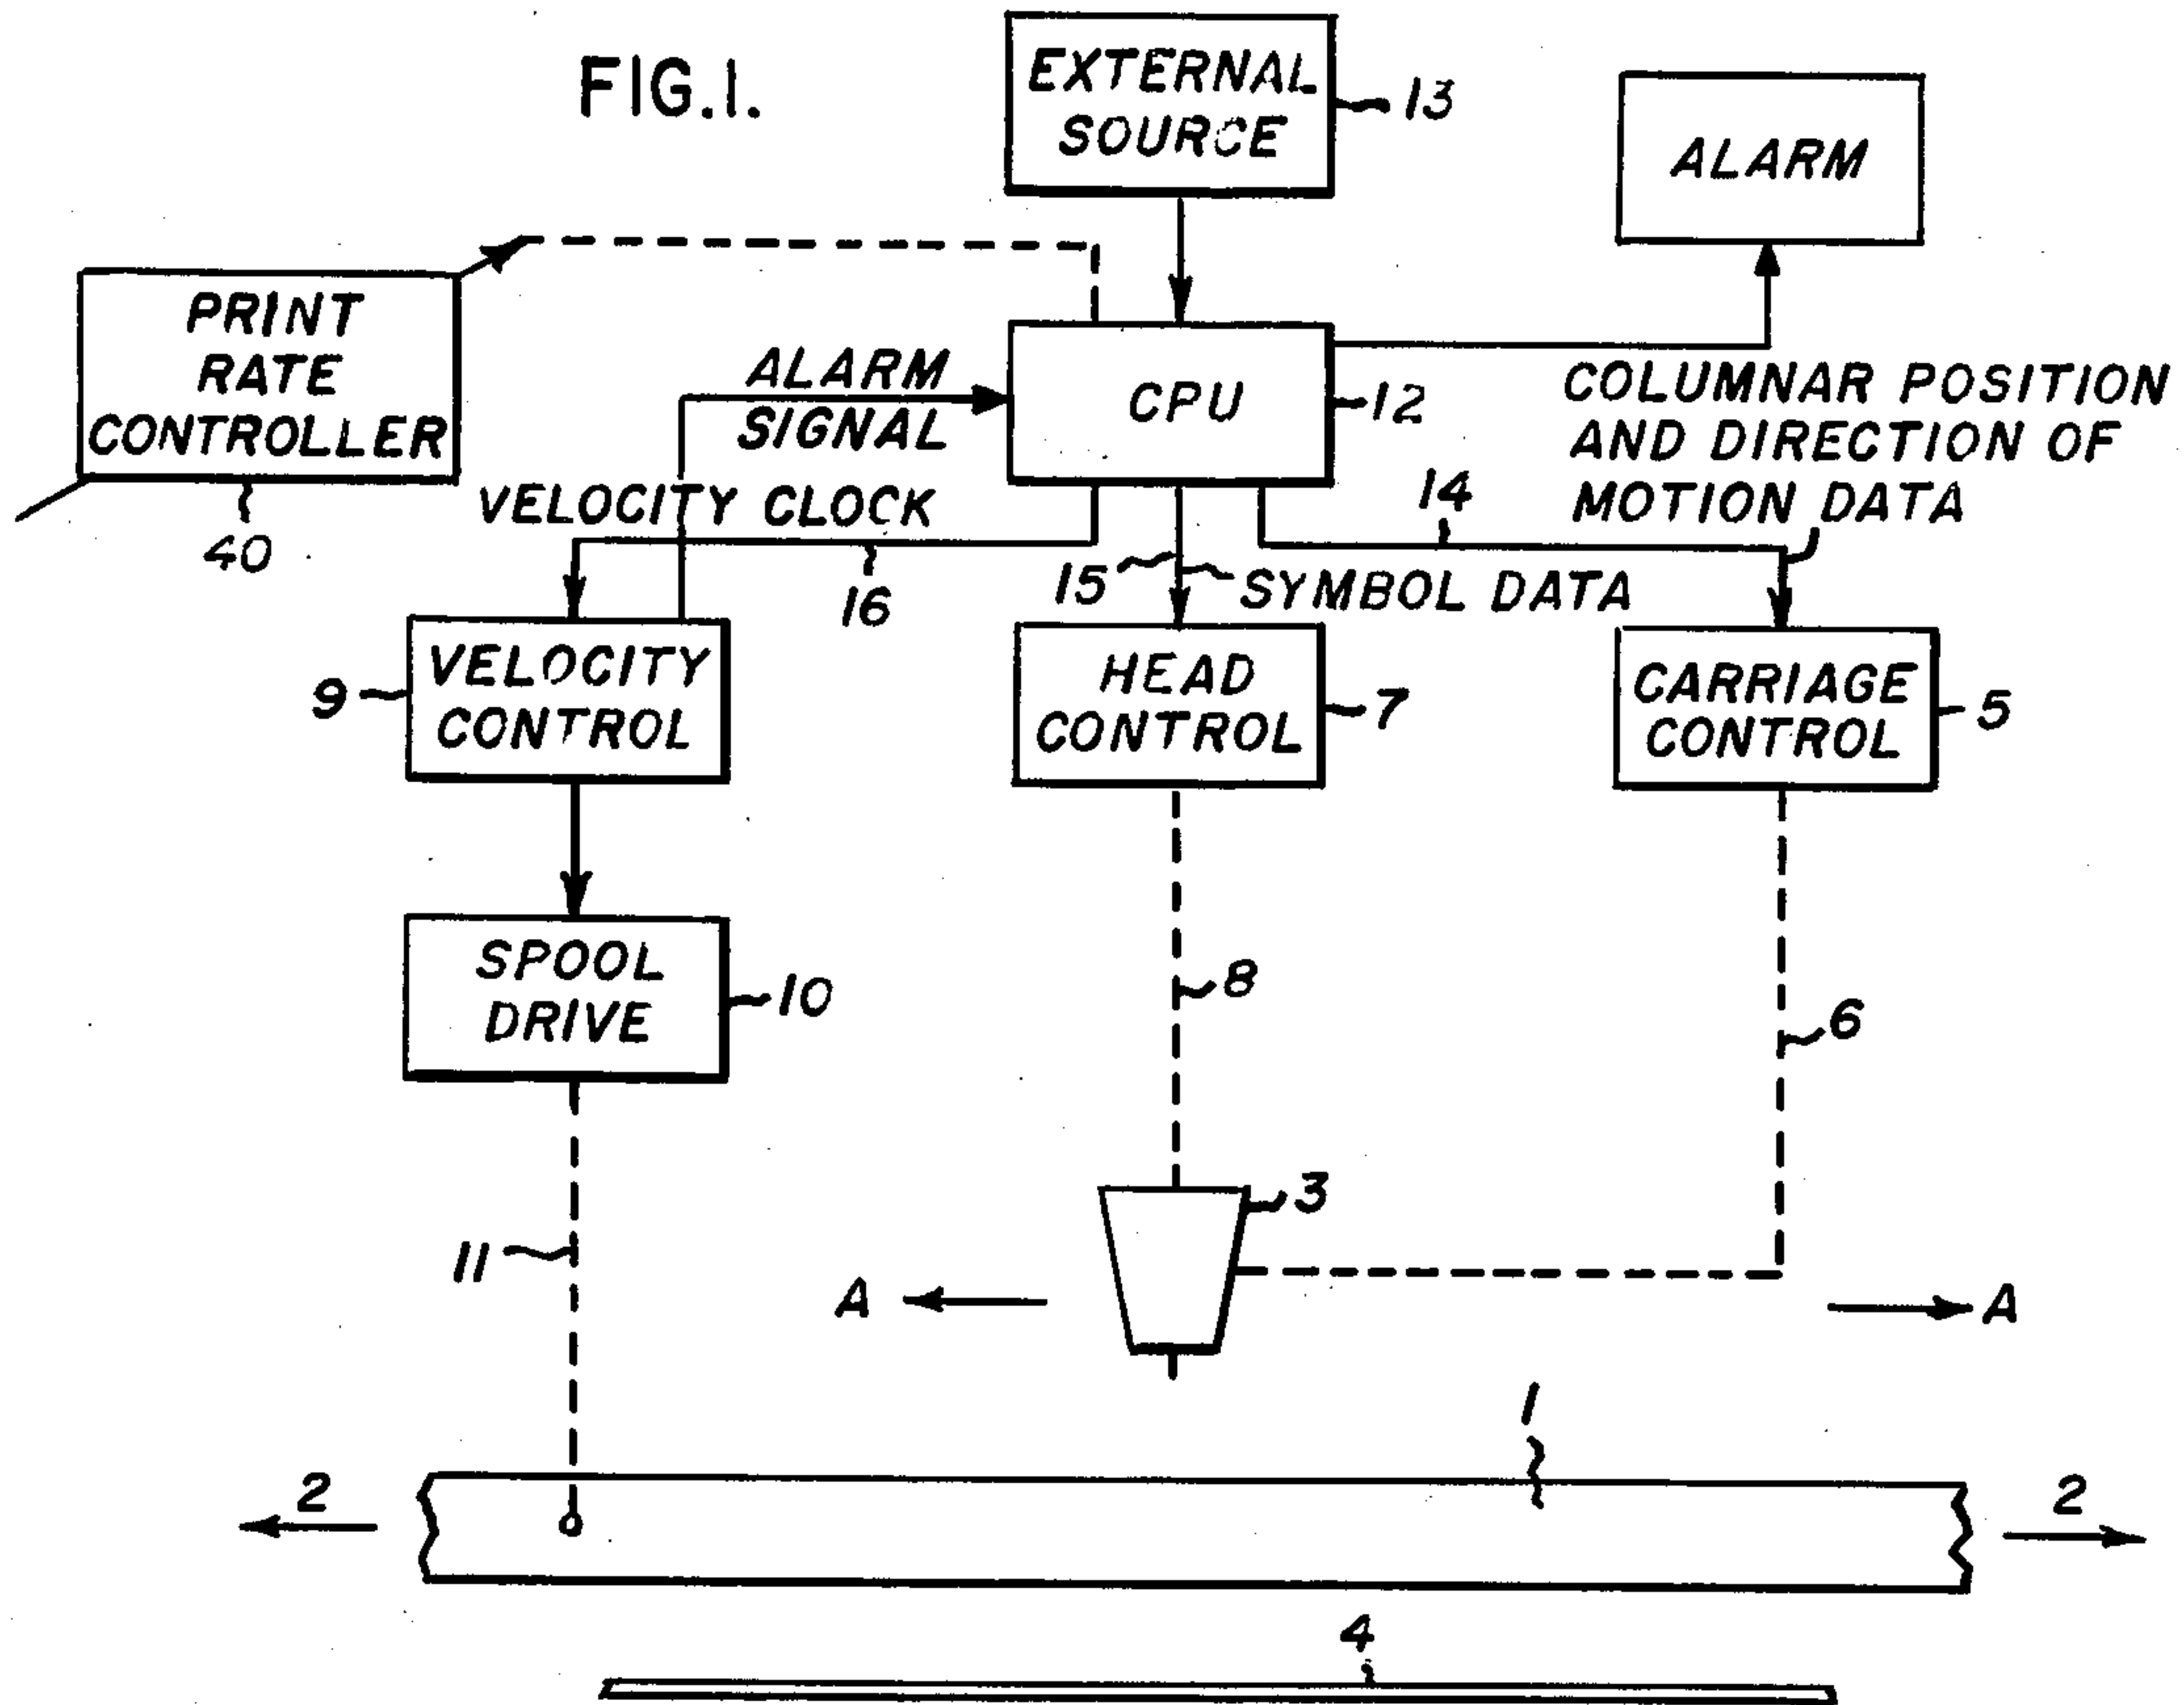 FIG.1.
EXTERNAL
SOURCE
13
ALARM
PRINT
RATE
CONTROLLER
40
ALARM
SIGNAL
CPU
12
COLUMNAR POSITION
AND DIRECTION OF
MOTION DATA
VELOCITY CLOCK
14
16
15
SYMBOL DATA
VELOCITY
CONTROL
9
HEAD
CONTROL
7
CARRIAGE
CONTROL
5
SPOOL
DRIVE
10
8
6
3
11
A
A
1
2
2
4